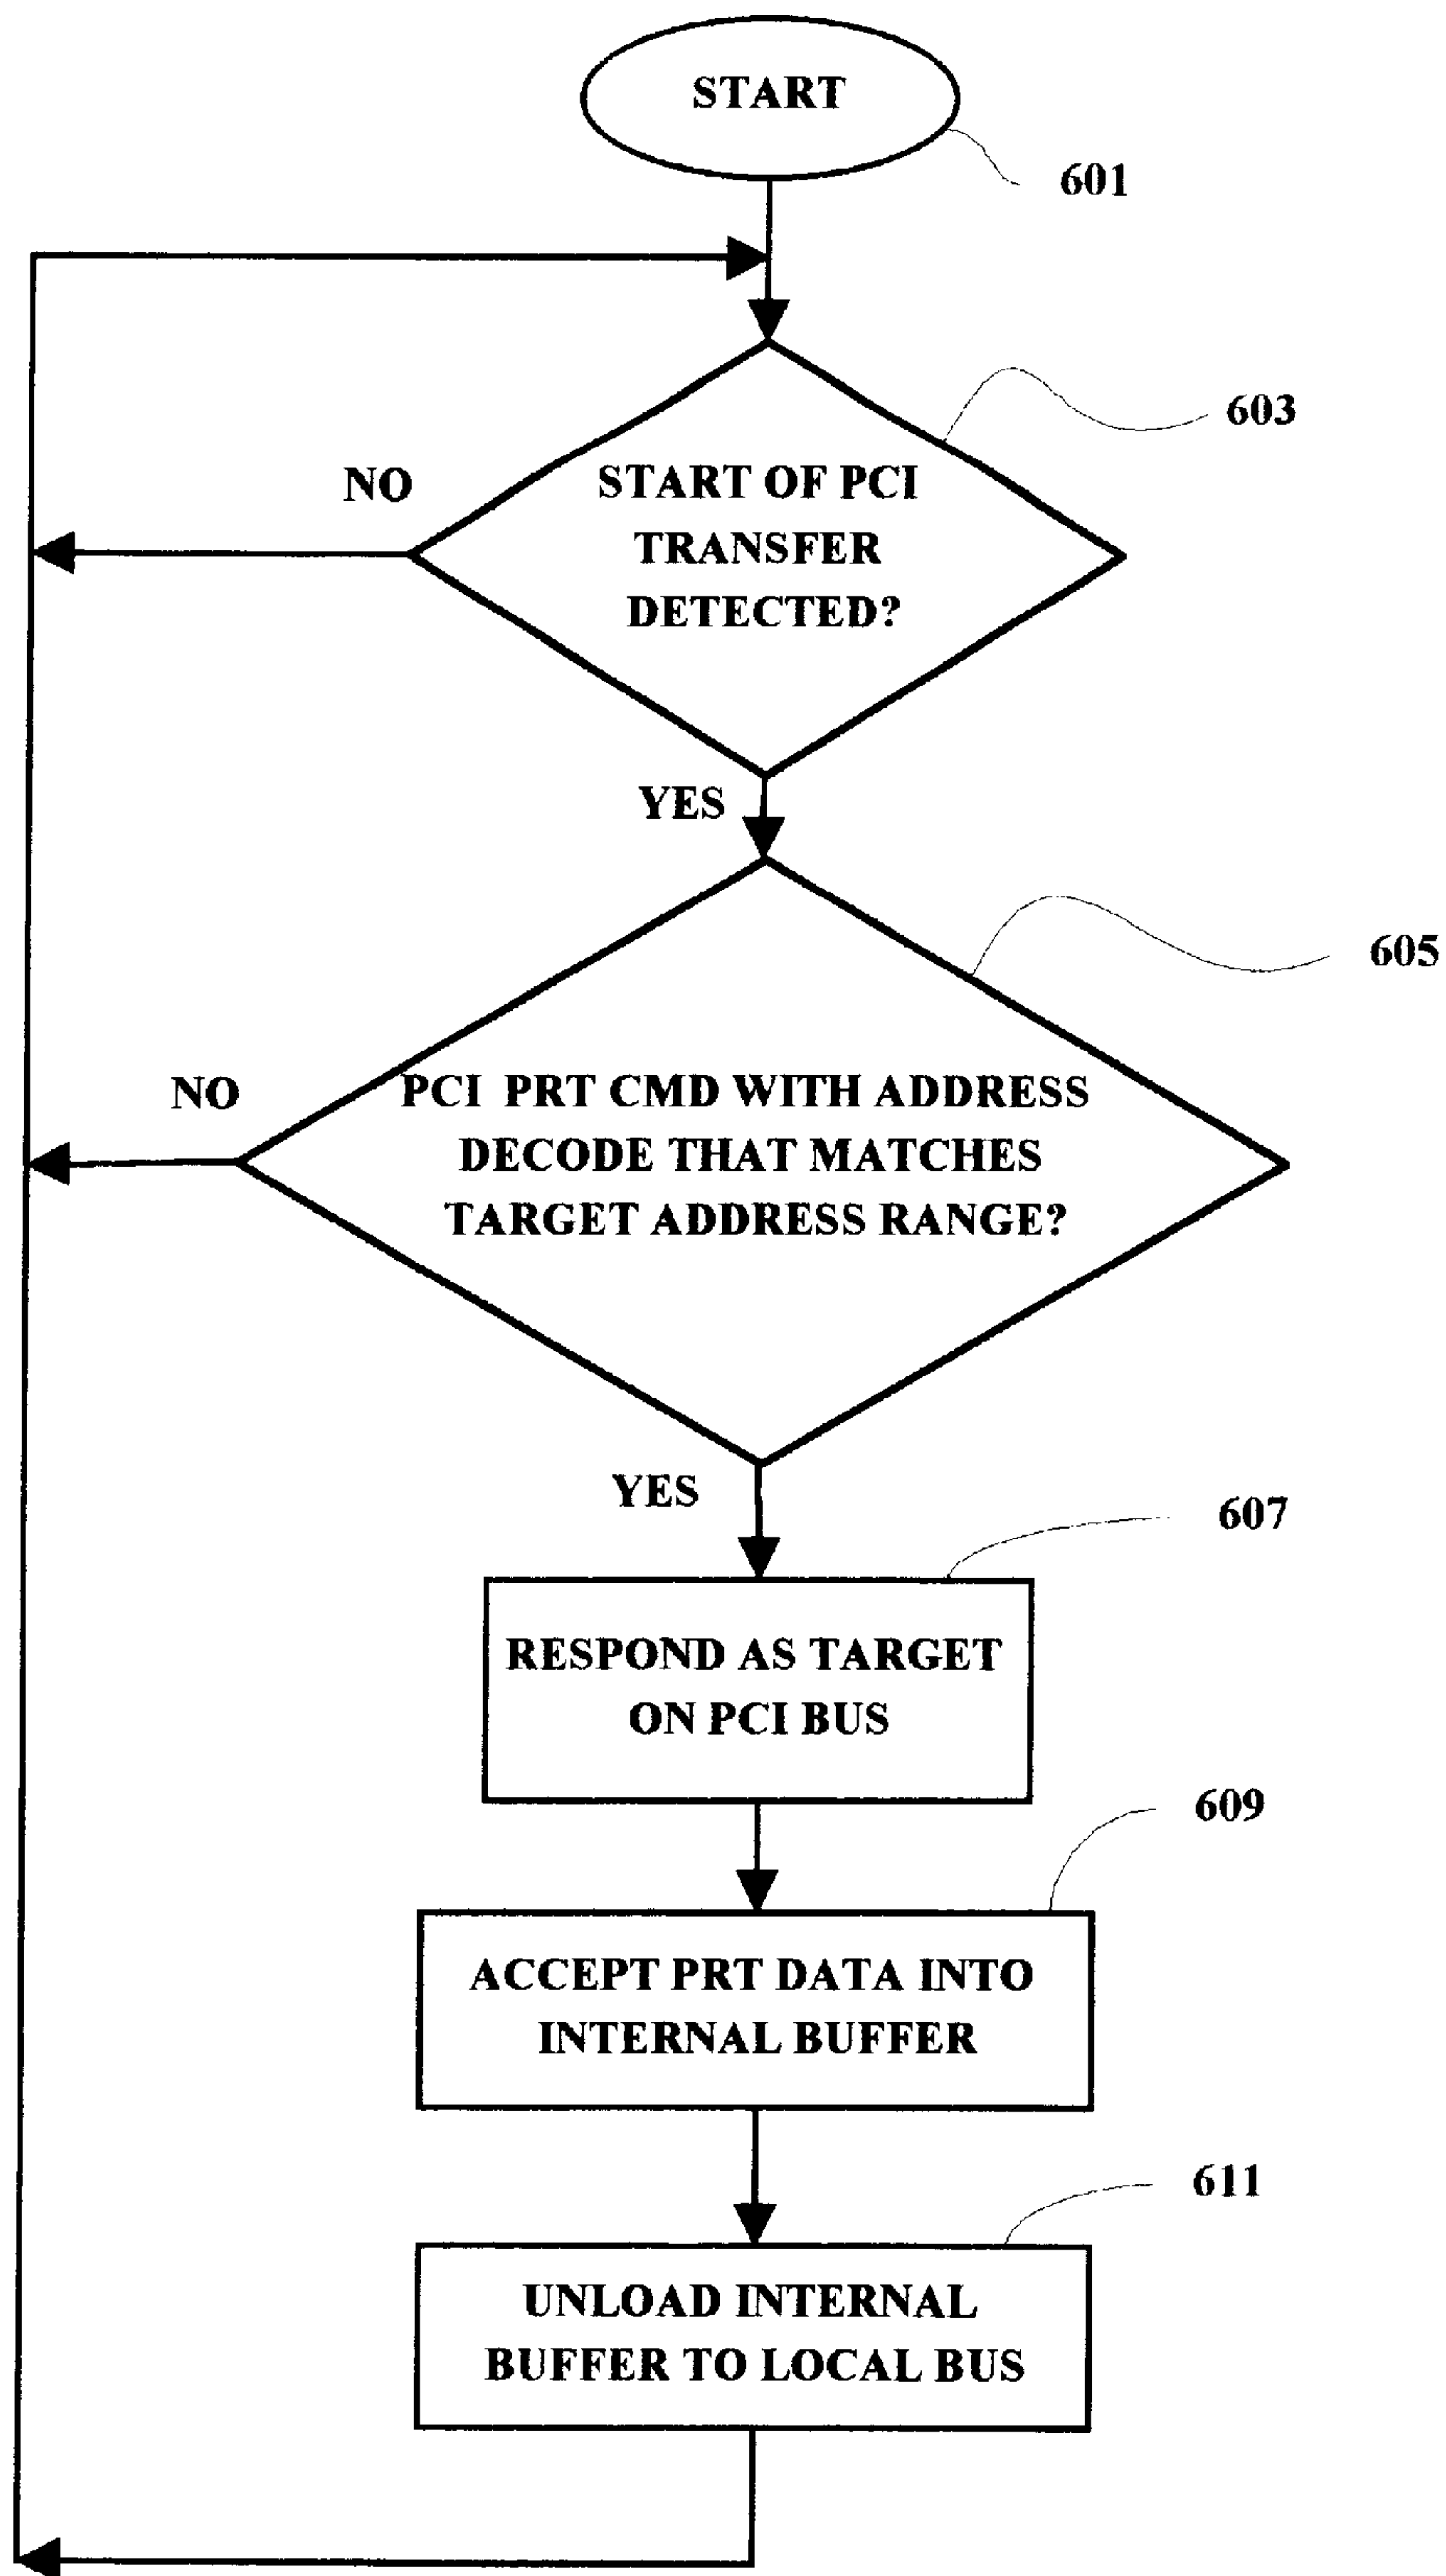 START
601
603
NO
START OF PCI
TRANSFER
DETECTED?
YES
605
NO
PCI PRT CMD WITH ADDRESS
DECODE THAT MATCHES
TARGET ADDRESS RANGE?
YES
607
RESPOND AS TARGET
ON PCI BUS
609
ACCEPT PRT DATA INTO
INTERNAL BUFFER
611
UNLOAD INTERNAL
BUFFER TO LOCAL BUS